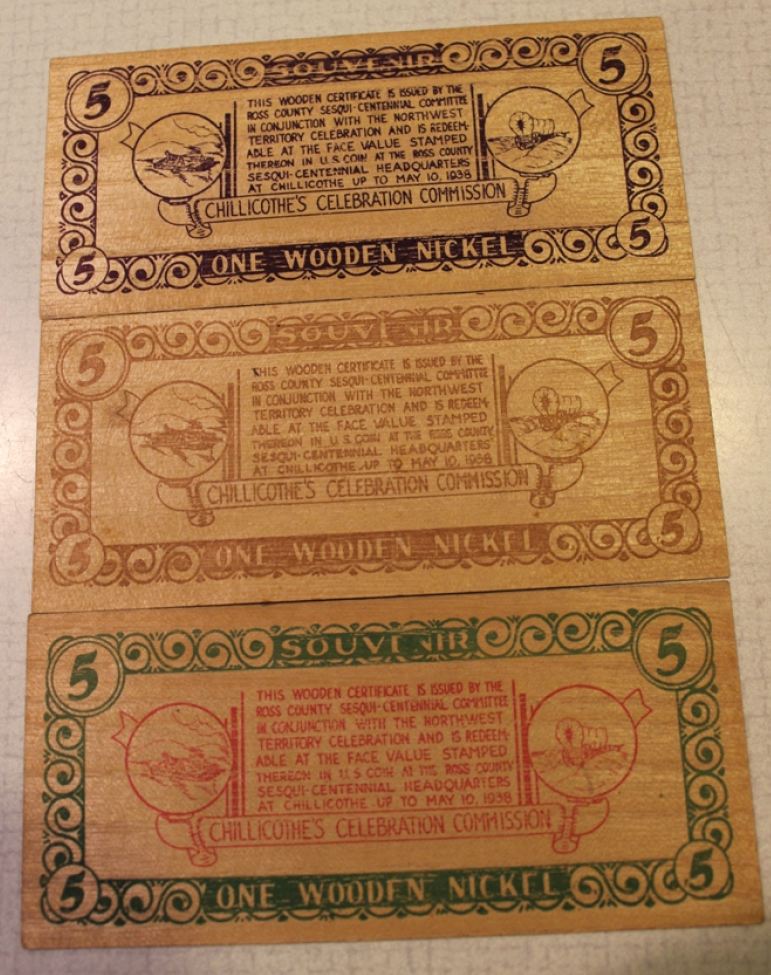 5 SOUVENIR 5
THIS WOODEN CERTIFICATE IS ISSUED BY THE
ROSS COUNTY SESQUI-CENTENNIAL COMMITTEE
IN CONJUNCTION WITH THE NORTHWEST
TERRITORY CELEBRATION AND IS REDEEM-
ABLE AT THE FACE VALUE STAMPED
THEREON IN U.S. COIN AT THE ROSS COUNTY
SESQUI-CENTENNIAL HEADQUARTERS
AT CHILLICOTHE UP TO MAY 10, 1938
CHILLICOTHE'S CELEBRATION COMMISSION
5 ONE WOODEN NICKEL 5
5 SOUVENIR 5
THIS WOODEN CERTIFICATE IS ISSUED BY THE
ROSS COUNTY SESQUI-CENTENNIAL COMMITTEE
IN CONJUNCTION WITH THE NORTHWEST
TERRITORY CELEBRATION AND IS REDEEM-
ABLE AT THE FACE VALUE STAMPED
THEREON IN U.S. COIN AT THE ROSS COUNTY
SESQUI-CENTENNIAL HEADQUARTERS
AT CHILLICOTHE UP TO MAY 10, 1938
CHILLICOTHE'S CELEBRATION COMMISSION
5 ONE WOODEN NICKEL 5
5 SOUVENIR 5
THIS WOODEN CERTIFICATE IS ISSUED BY THE
ROSS COUNTY SESQUI-CENTENNIAL COMMITTEE
IN CONJUNCTION WITH THE NORTHWEST
TERRITORY CELEBRATION AND IS REDEEM-
ABLE AT THE FACE VALUE STAMPED
THEREON IN U.S. COIN AT THE ROSS COUNTY
SESQUI-CENTENNIAL HEADQUARTERS
AT CHILLICOTHE UP TO MAY 10, 1938
CHILLICOTHE'S CELEBRATION COMMISSION
5 ONE WOODEN NICKEL 5